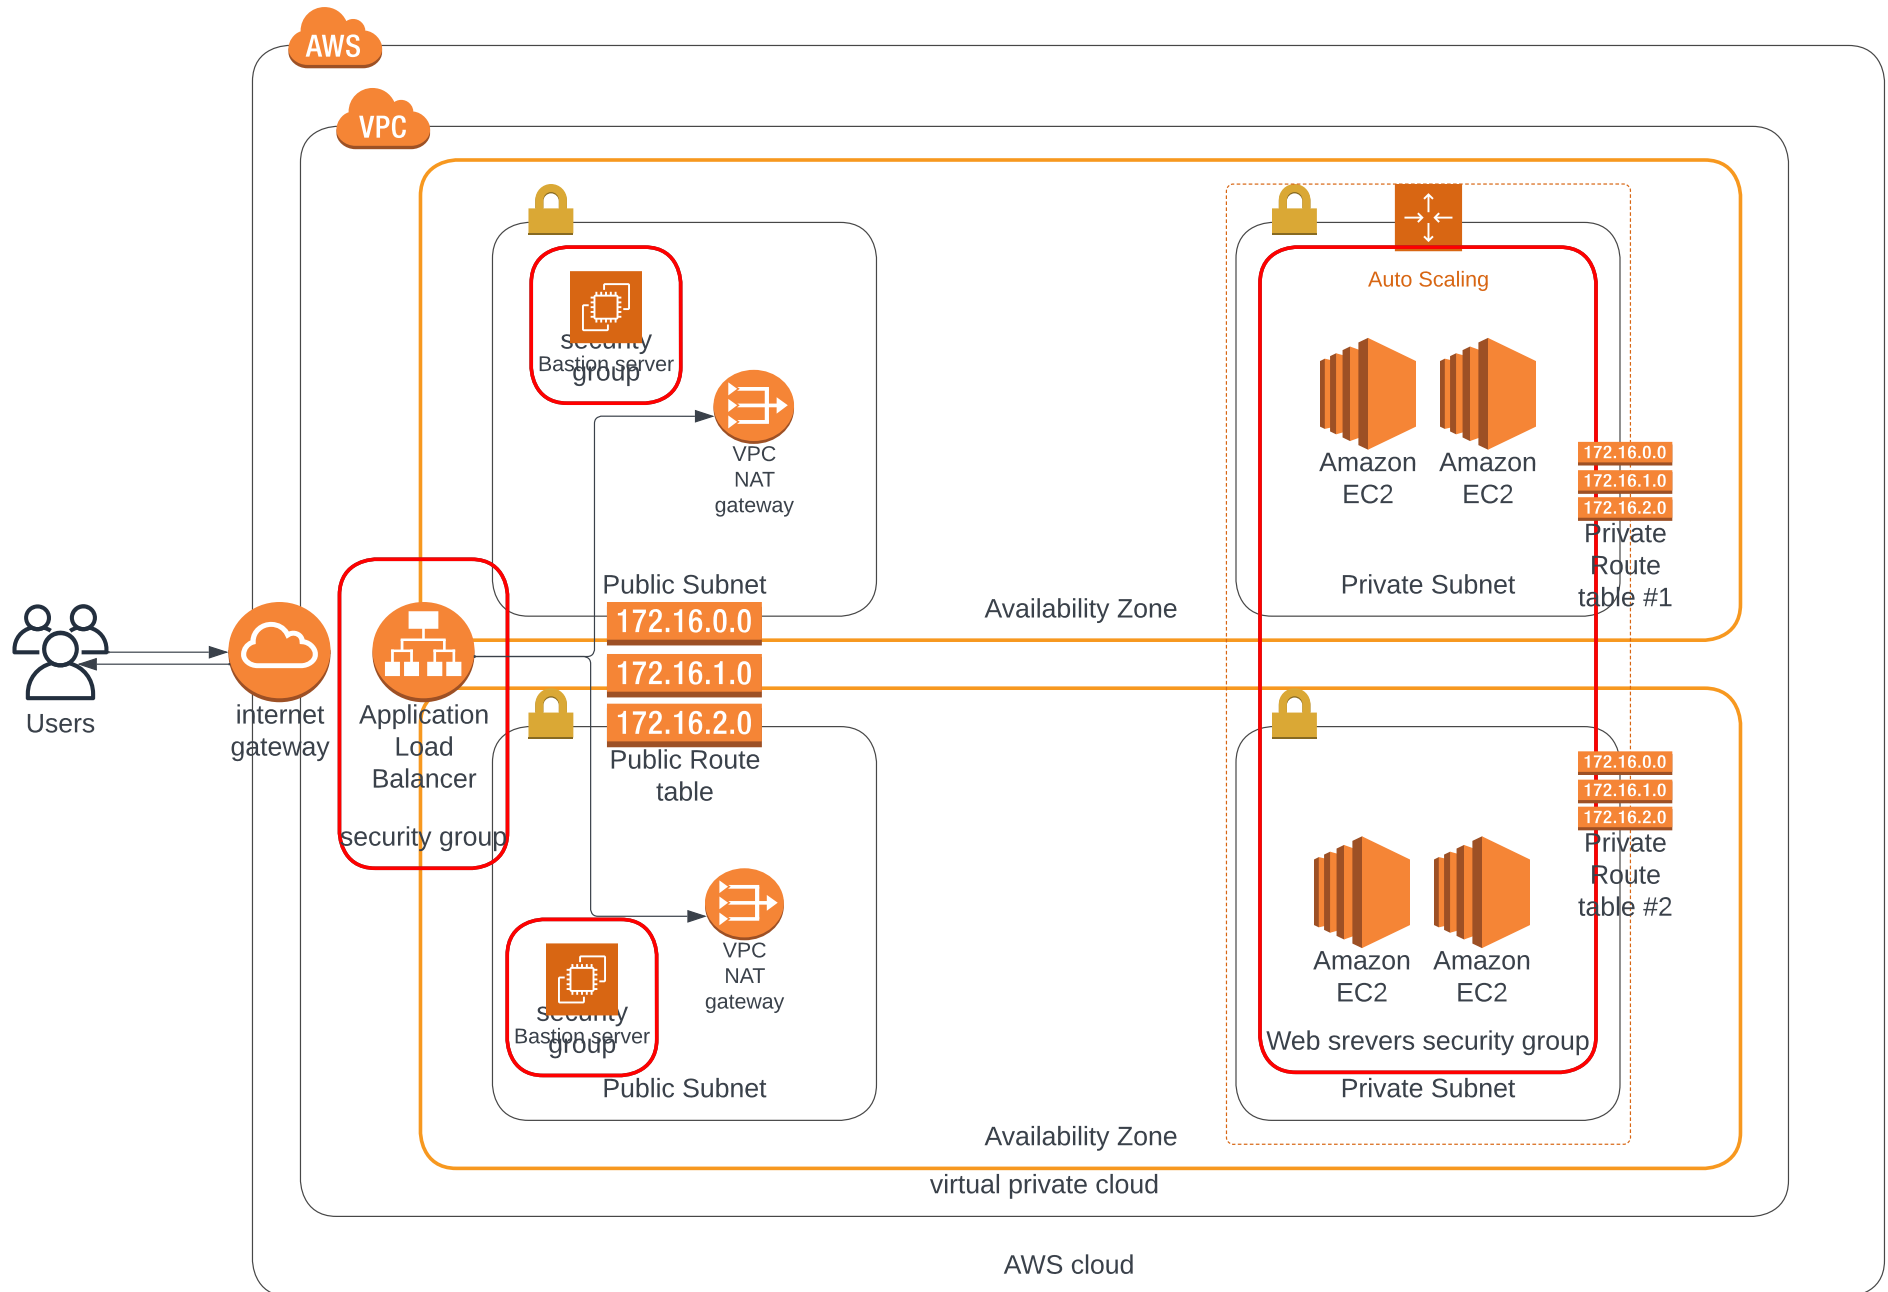 AWS
VPC
security
Bastion server
group
VPC
NAT
gateway
Public Subnet
Auto Scaling
Amazon
EC2
Amazon
EC2
172.16.0.0
172.16.1.0
172.16.2.0
Private
Route
table #1
Private Subnet
Availability Zone
Users
internet
gateway
Application
Load
Balancer
security group
172.16.0.0
172.16.1.0
172.16.2.0
Public Route
table
VPC
NAT
gateway
security
Bastion server
group
Public Subnet
172.16.0.0
172.16.1.0
172.16.2.0
Private
Route
table #2
Amazon
EC2
Amazon
EC2
Web srevers security group
Private Subnet
Availability Zone
virtual private cloud
AWS cloud